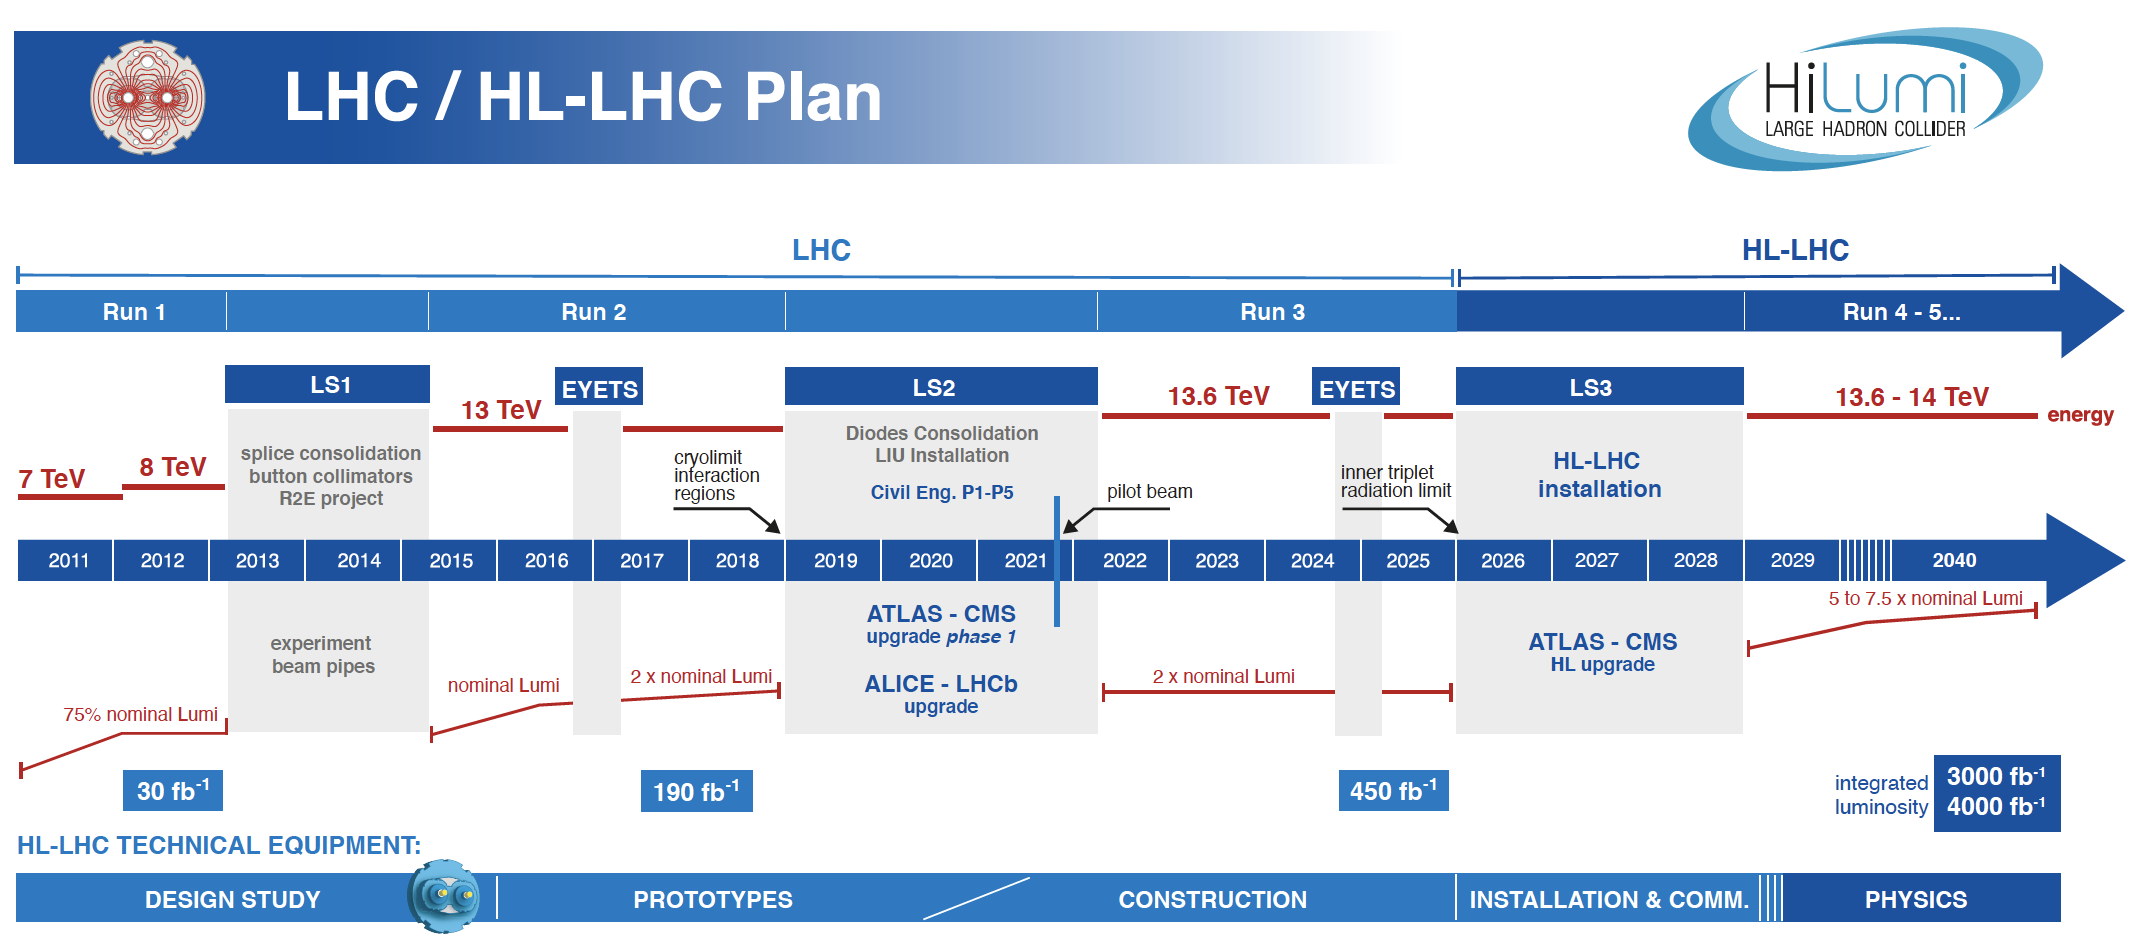 LHC / HL-LHC Plan
HiLumi
LARGE HADRON COLLIDER
LHC
HL-LHC
Run 1
Run 2
Run 3
Run 4 - 5...
LS1
EYETS
LS2
EYETS
LS3
13 TeV
13.6 TeV
13.6 - 14 TeV
energy
7 TeV
8 TeV
splice consolidation
button collimators
R2E project
cryolimit
interaction
regions
Diodes Consolidation
LIU Installation
Civil Eng. P1-P5
pilot beam
inner triplet
radiation limit
HL-LHC
installation
2011
2012
2013
2014
2015
2016
2017
2018
2019
2020
2021
2022
2023
2024
2025
2026
2027
2028
2029
2040
5 to 7.5 x nominal Lumi
experiment
beam pipes
ATLAS - CMS
upgrade phase 1
ALICE - LHCb
upgrade
ATLAS - CMS
HL upgrade
75% nominal Lumi
nominal Lumi
2 x nominal Lumi
2 x nominal Lumi
30 fb-1
190 fb-1
450 fb-1
integrated
luminosity
3000 fb-1
4000 fb-1
HL-LHC TECHNICAL EQUIPMENT:
DESIGN STUDY
PROTOTYPES
CONSTRUCTION
INSTALLATION & COMM.
PHYSICS